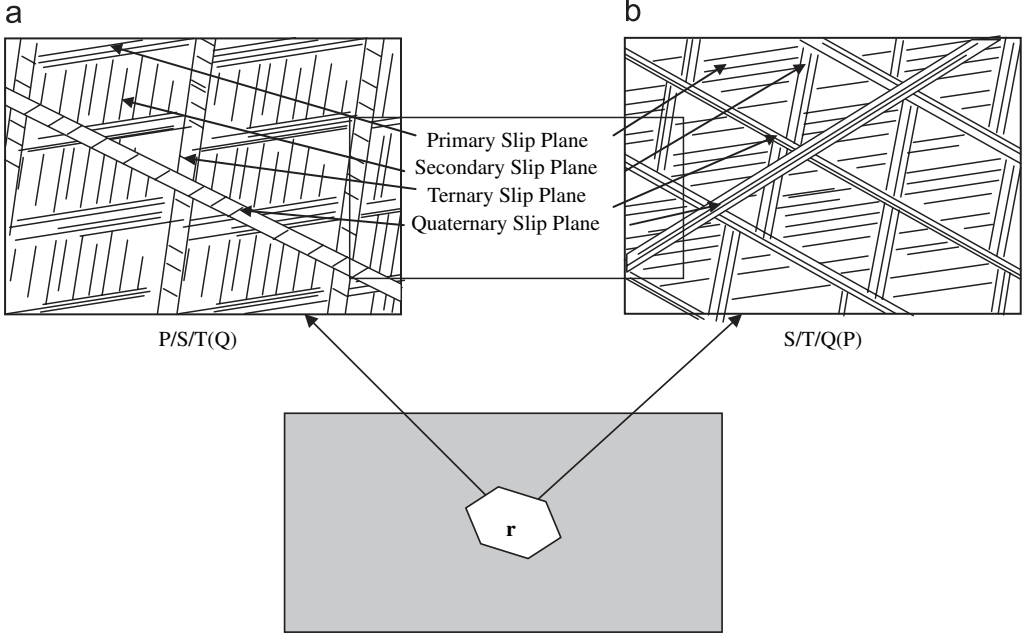 a
b
Primary Slip Plane
Secondary Slip Plane
Ternary Slip Plane
Quaternary Slip Plane
P/S/T(Q)
S/T/Q(P)
r